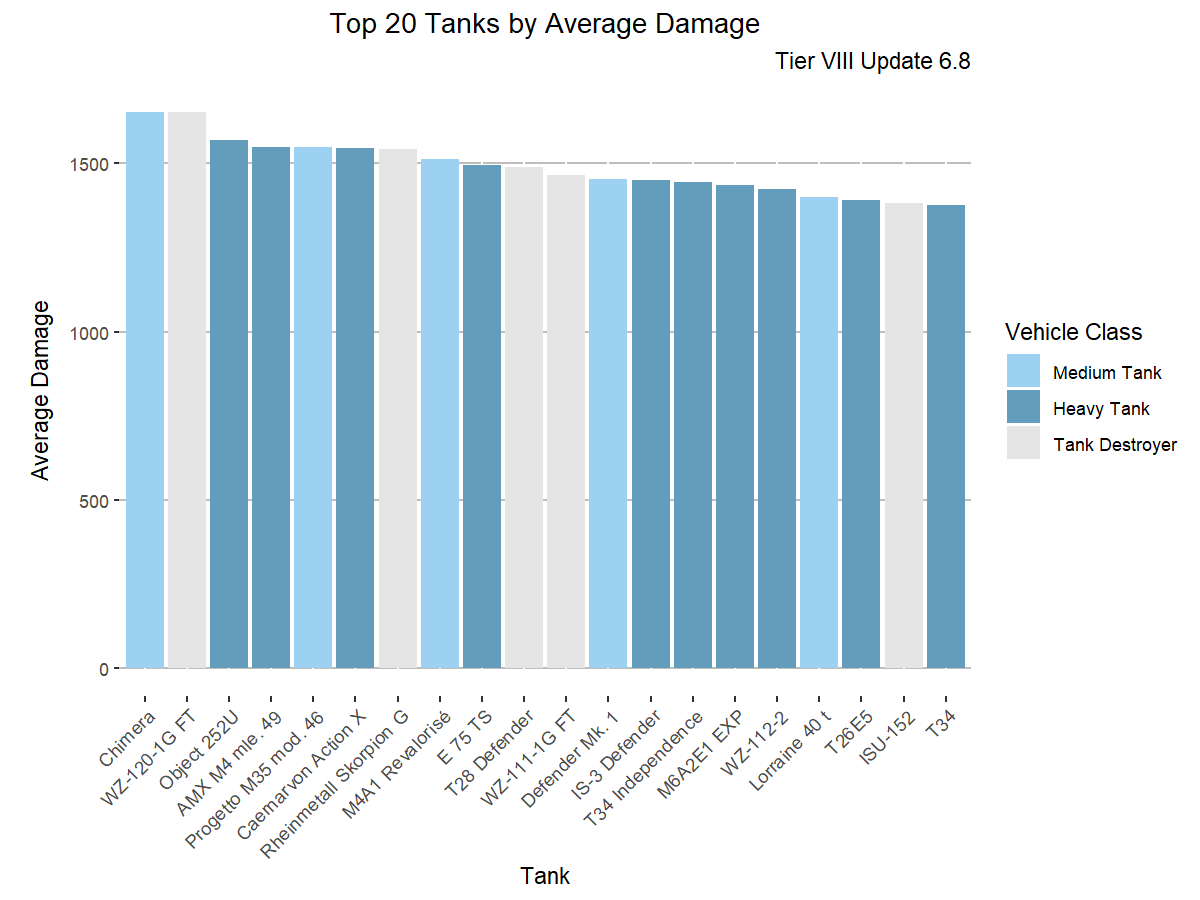 Top 20 Tanks by Average Damage
Tier VIII Update 6.8
1500
1000
500
0
Average Damage
Chimera
WZ-120-1G FT
Object 252U
AMX M4 mle. 49
Progetto M35 mod. 46
Caernarvon Action X
Rheinmetall Skorpion G
M4A1 Revalorisé
E 75 TS
T28 Defender
WZ-111-1G FT
Defender Mk. 1
IS-3 Defender
T34 Independence
M6A2E1 EXP
WZ-112-2
Lorraine 40 t
T26E5
ISU-152
T34
Tank
Vehicle Class
Medium Tank
Heavy Tank
Tank Destroyer